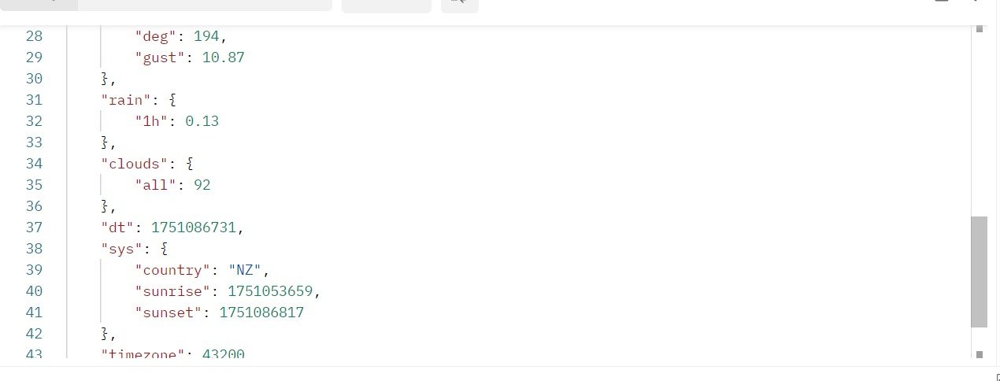 28 "deg": 194,
29 "gust": 10.87
30 },
31 "rain": {
32 "1h": 0.13
33 },
34 "clouds": {
35 "all": 92
36 },
37 "dt": 1751086731,
38 "sys": {
39 "country": "NZ",
40 "sunrise": 1751053659,
41 "sunset": 1751086817
42 },
43 "timezone": 43200